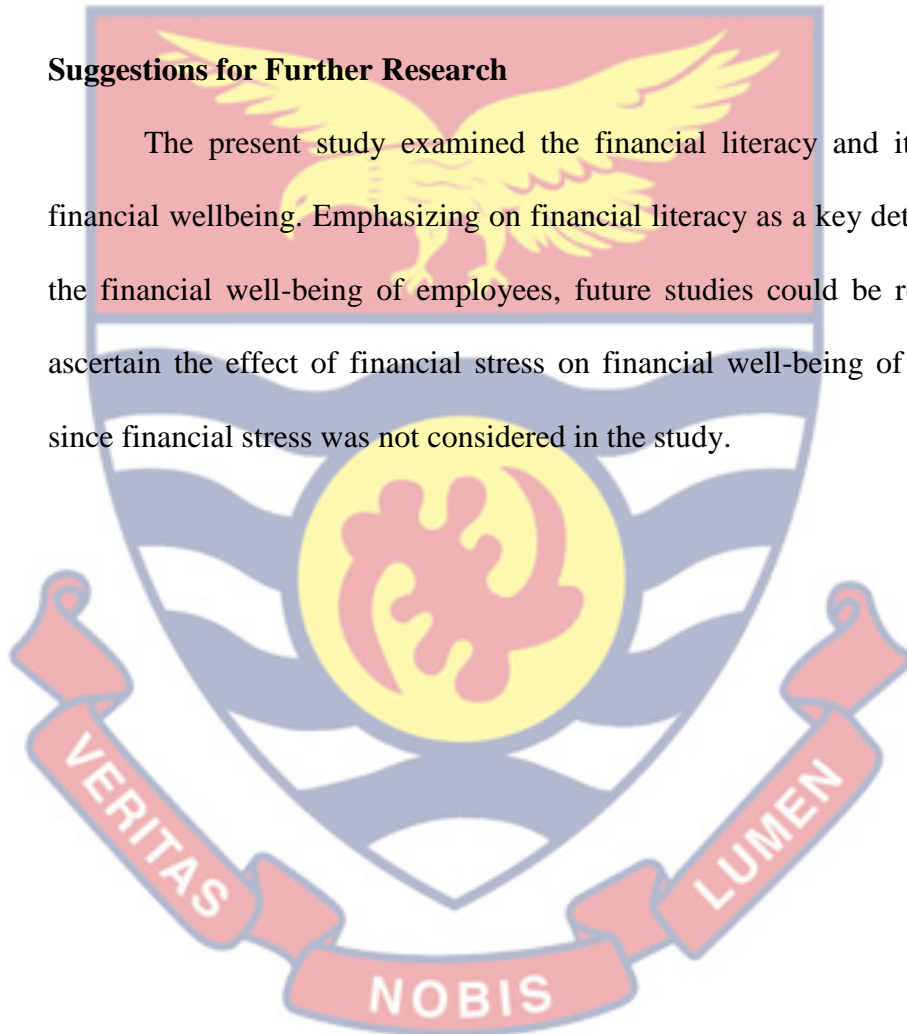 Suggestions for Further Research
The present study examined the financial literacy and it
financial wellbeing. Emphasizing on financial literacy as a key det
the financial well-being of employees, future studies could be r
ascertain the effect of financial stress on financial well-being of
since financial stress was not considered in the study.
VERITAS
NOBIS
LUMEN